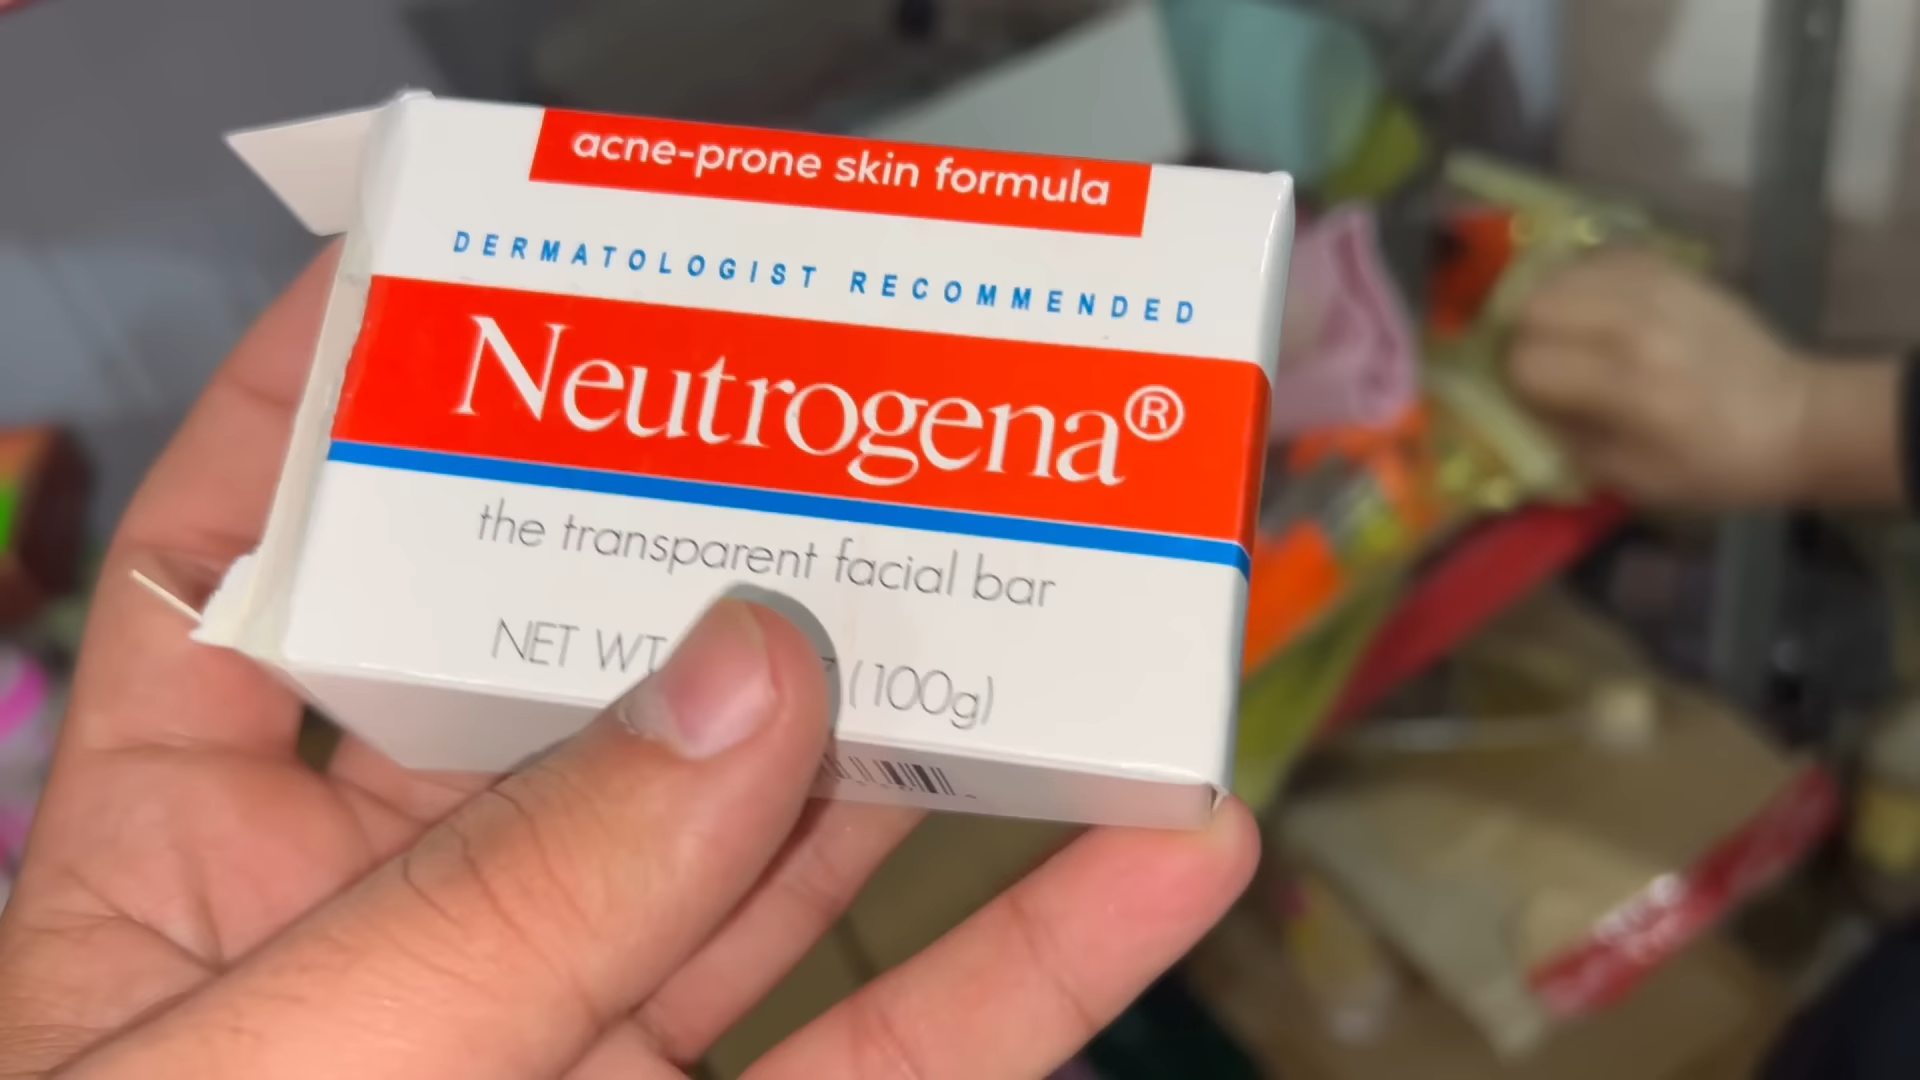 acne-prone skin formula
DERMATOLOGIST RECOMMENDED
Neutrogena®
the transparent facial bar
NET WT (100g)